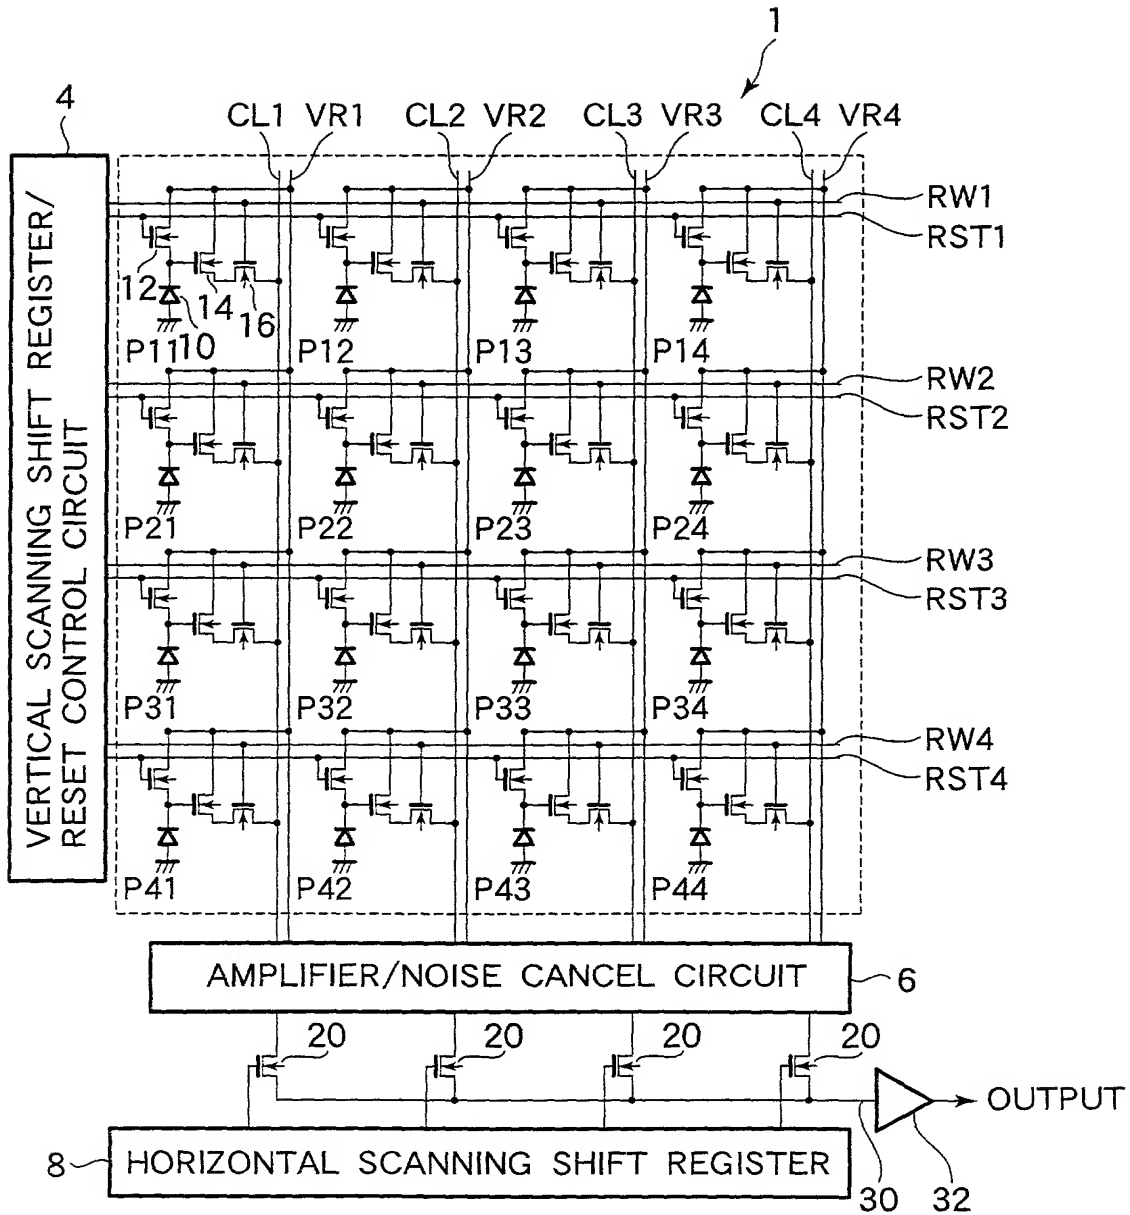 1
4
CL1 VR1 CL2 VR2 CL3 VR3 CL4 VR4
VERTICAL SCANNING SHIFT REGISTER/
RESET CONTROL CIRCUIT
RW1
RST1
12
14
16
10
P11
P12
P13
P14
RW2
RST2
P21
P22
P23
P24
RW3
RST3
P31
P32
P33
P34
RW4
RST4
P41
P42
P43
P44
AMPLIFIER/NOISE CANCEL CIRCUIT
6
20
20
20
20
OUTPUT
8
HORIZONTAL SCANNING SHIFT REGISTER
30
32